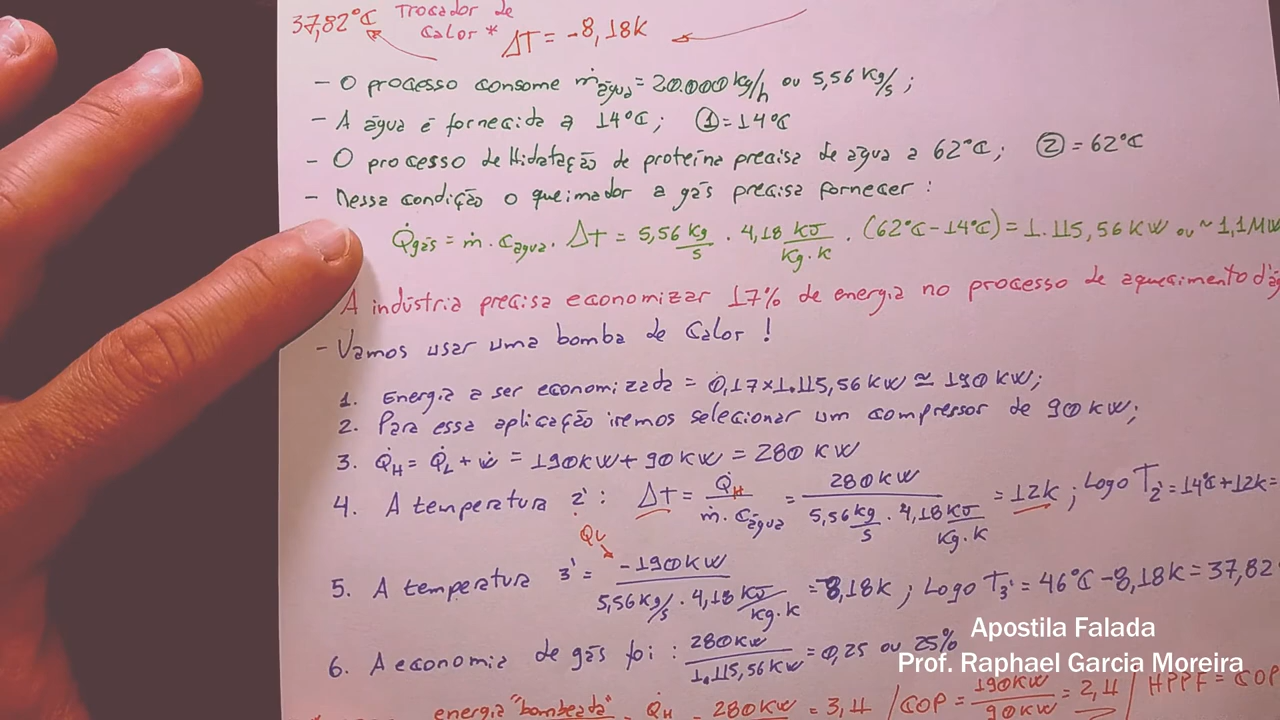 37,82°C Trocador de
Calor * ΔT = -8,18K
- O processo consome ṁágua = 20.000 kg/h ou 5,56 kg/s;
- A água é fornecida a 14°C; ① = 14°C
- O processo de Hidratação de proteína precisa de água a 62°C; ② = 62°C
- Nessa condição o queimador a gás precisa fornecer:
Q̇gás = ṁ . Cágua . Δt = 5,56 kg/s . 4,18 kJ/kg.k . (62°C - 14°C) = 1.115,56 KW ou ~ 1,1MW
A indústria precisa economizar 17% de energia no processo de aquecimento
- Vamos usar uma bomba de Calor!
1. Energia a ser economizada = 0,17 x 1.115,56 KW ≅ 190 KW;
2. Para essa aplicação iremos selecionar um compressor de 90 KW;
3. Q̇H = Q̇L + ẇ = 190KW + 90 KW = 280 KW
4. A temperatura 2': Δt = Q̇H / ṁ . Cágua = 280 KW / 5,56 kg/s . 4,18 kJ/kg.k = 12k; Logo T2' = 14°C + 12k =
QL
5. A temperatura 3' = -190 KW / 5,56 kg/s . 4,18 kJ/kg.k = -8,18k; Logo T3' = 46°C - 8,18k = 37,82
6. A economia de gás foi: 280KW / 1.115,56 KW = 0,25 ou 25%
Apostila Falada
Prof. Raphael Garcia Moreira
energia "bombeada" Q̇H = 280KW = 3,11 / COP = 190 KW / 90 KW = 2,11 / HPPF = COP